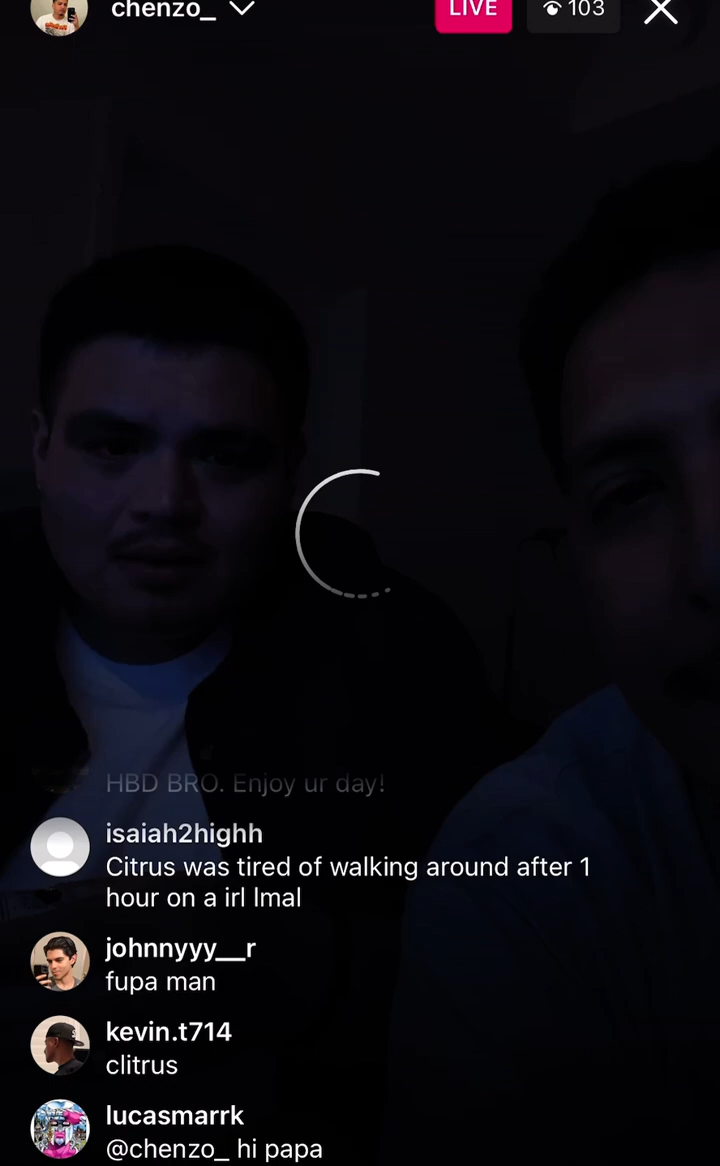 chenzo_
LIVE
103
HBD BRO. Enjoy ur day!
isaiah2highh
Citrus was tired of walking around after 1
hour on a irl lmal
johnnyyy__r
fupa man
kevin.t714
clitrus
lucasmarrk
@chenzo_ hi papa